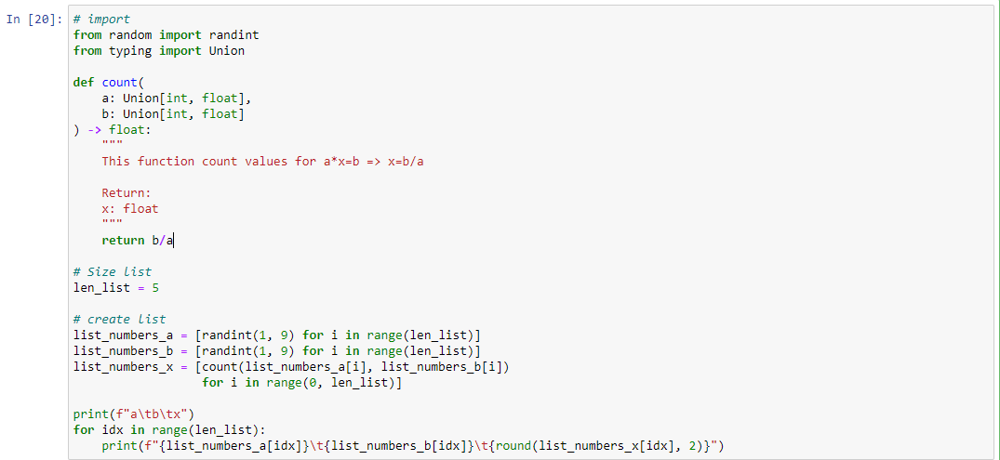 In [20]: # import
from random import randint
from typing import Union

def count(
    a: Union[int, float],
    b: Union[int, float]
) -> float:
    """
    This function count values for a*x=b => x=b/a

    Return:
    x: float
    """
    return b/a

# Size list
len_list = 5

# create list
list_numbers_a = [randint(1, 9) for i in range(len_list)]
list_numbers_b = [randint(1, 9) for i in range(len_list)]
list_numbers_x = [count(list_numbers_a[i], list_numbers_b[i])
                  for i in range(0, len_list)]

print(f"a\tb\tx")
for idx in range(len_list):
    print(f"{list_numbers_a[idx]}\t{list_numbers_b[idx]}\t{round(list_numbers_x[idx], 2)}")